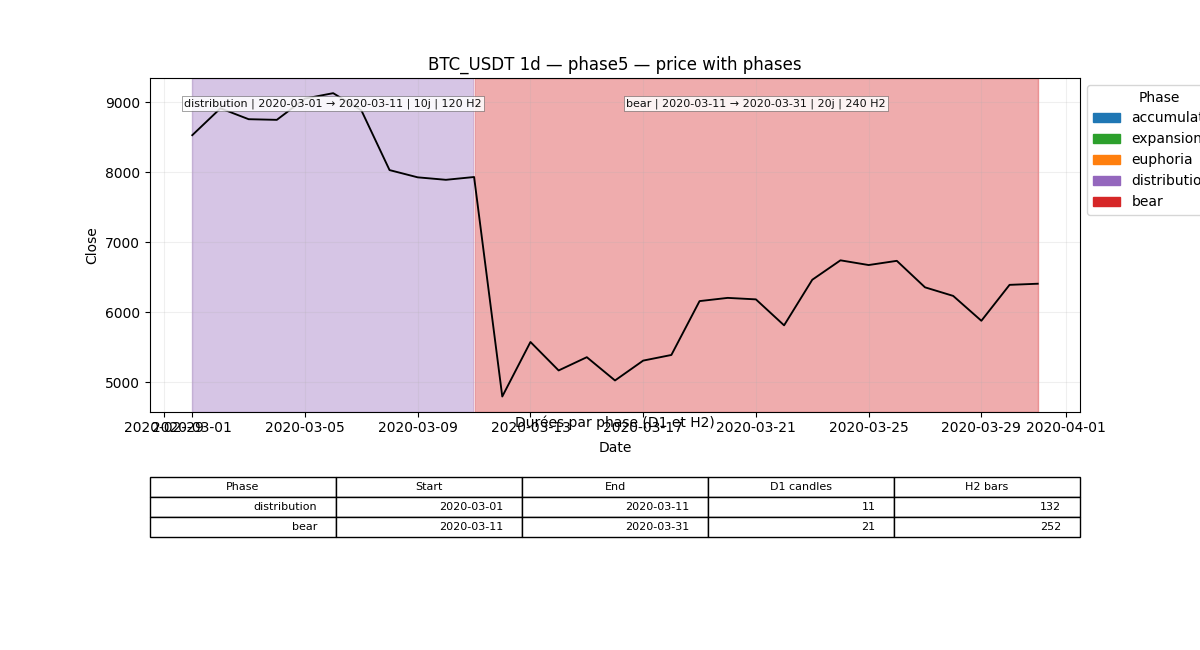 BTC_USDT 1d — phase5 — price with phases
distribution | 2020-03-01 → 2020-03-11 | 10j | 120 H2
bear | 2020-03-11 → 2020-03-31 | 20j | 240 H2
Phase
accumulat
expansion
euphoria
distributio
bear
Close
9000
8000
7000
6000
5000
Durées par phase (D1 et H2)
2020-02-29 2020-03-01 2020-03-05 2020-03-09 2020-03-13 2020-03-17 2020-03-21 2020-03-25 2020-03-29 2020-04-01
Date
Phase Start End D1 candles H2 bars
distribution 2020-03-01 2020-03-11 11 132
bear 2020-03-11 2020-03-31 21 252